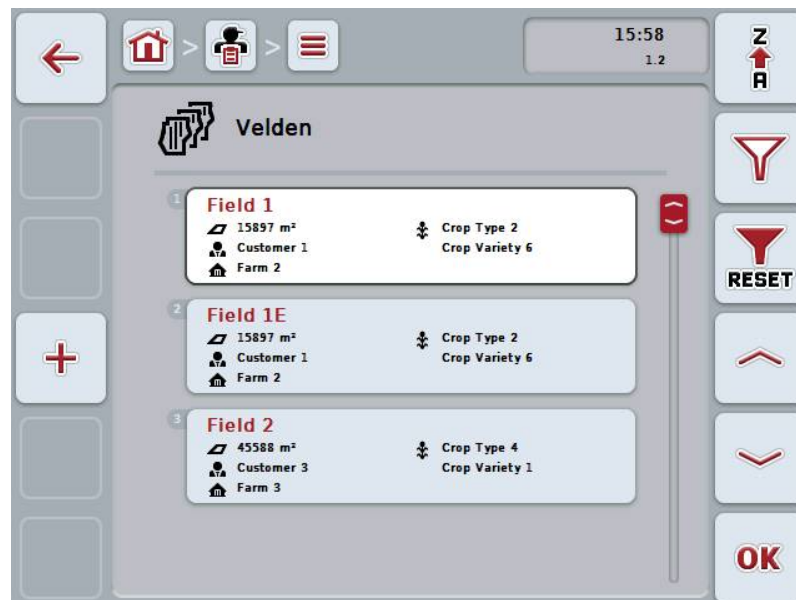 15:58
1.2
Z
A
Velden
1
Field 1
15897 m²
Crop Type 2
Customer 1
Crop Variety 6
Farm 2
RESET
2
Field 1E
15897 m²
Crop Type 2
Customer 1
Crop Variety 6
Farm 2
3
Field 2
45588 m²
Crop Type 4
Customer 3
Crop Variety 1
Farm 3
OK